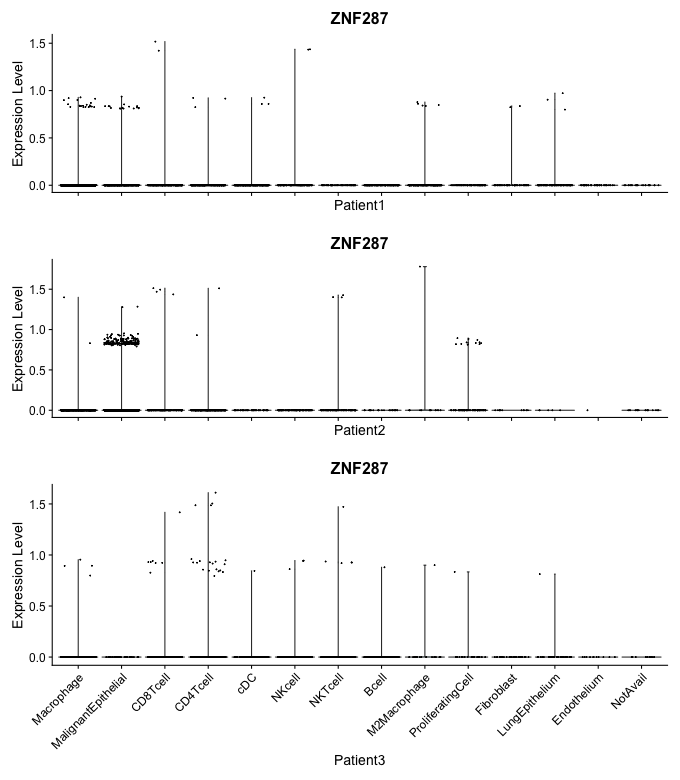 ZNF287
Expression Level
1.5
1.0
0.5
0.0
Patient1
ZNF287
Expression Level
1.5
1.0
0.5
0.0
Patient2
ZNF287
Expression Level
1.5
1.0
0.5
0.0
Macrophage
MalignantEpithelial
CD8Tcell
CD4Tcell
cDC
NKcell
NKTcell
Bcell
M2Macrophage
ProliferatingCell
Fibroblast
LungEpithelium
Endothelium
NotAvail
Patient3